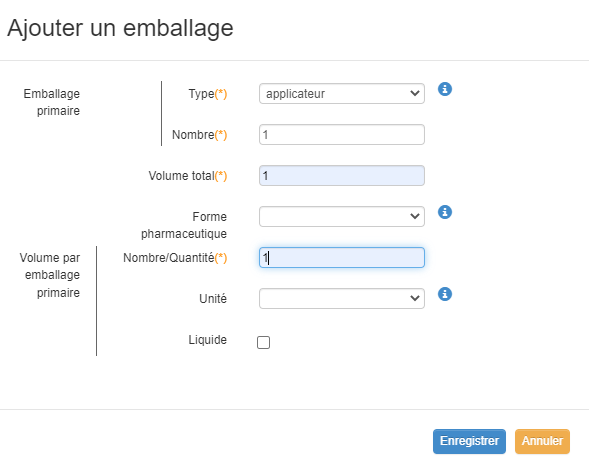 Ajouter un emballage
Emballage
primaire
Type(*)
applicateur
Nombre(*)
1
Volume total(*)
1
Forme
pharmaceutique
Volume par
emballage
primaire
Nombre/Quantité(*)
1
Unité
Liquide
Enregistrer
Annuler